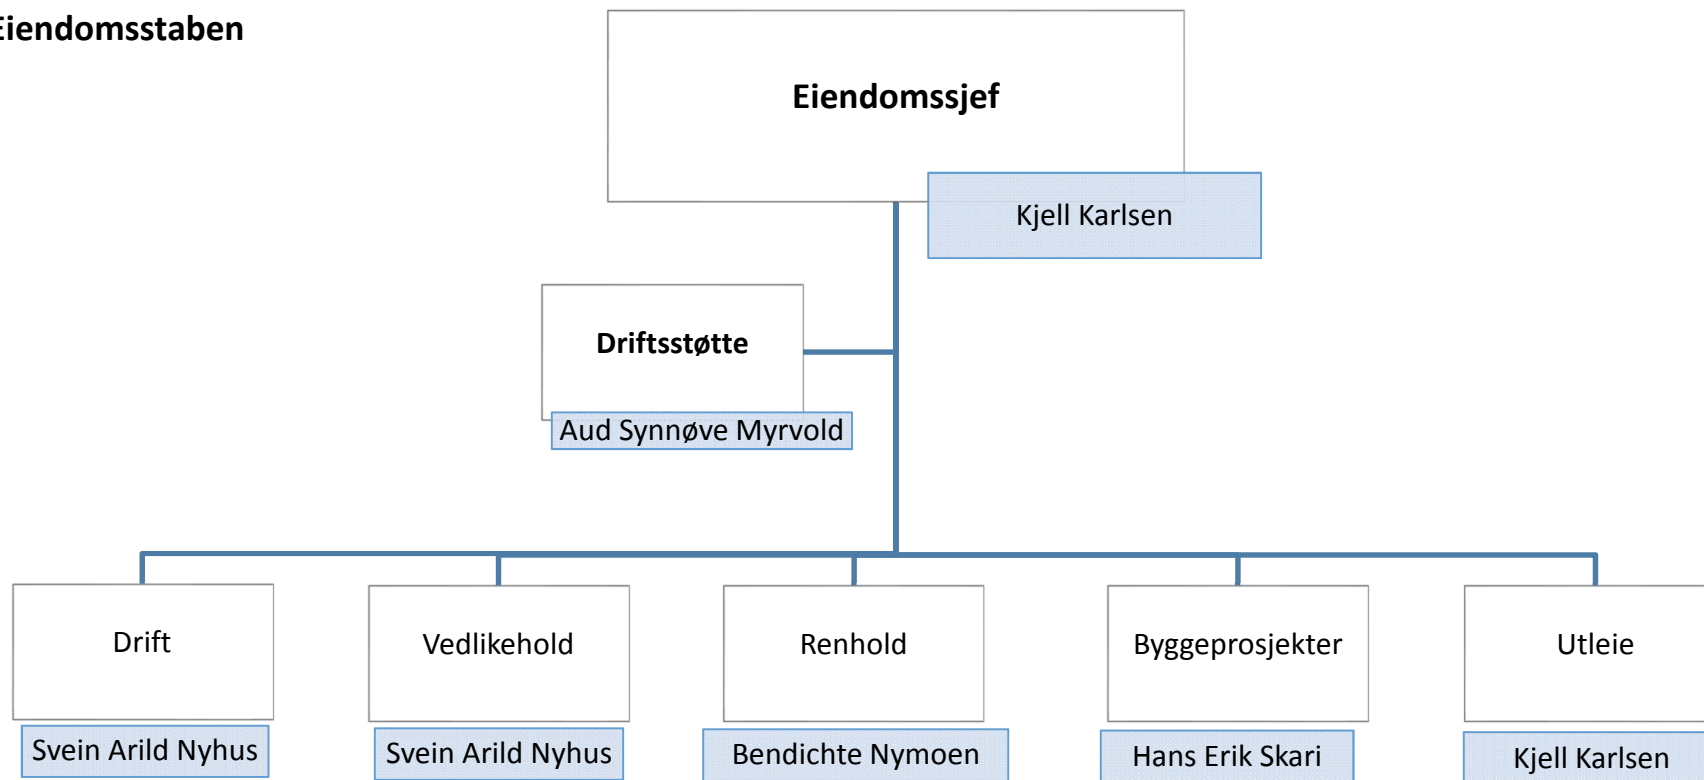 Eiendomsstaben
Eiendomssjef
Kjell Karlsen
Driftsstøtte
Aud Synnøve Myrvold
Drift
Svein Arild Nyhus
Vedlikehold
Svein Arild Nyhus
Renhold
Bendichte Nymoen
Byggeprosjekter
Hans Erik Skari
Utleie
Kjell Karlsen